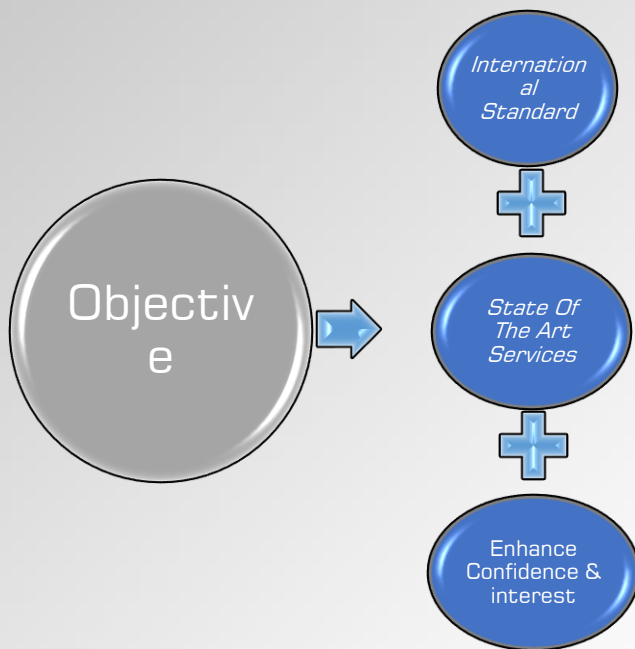 Internation
al
Standard
Objectiv
e
State Of
The Art
Services
Enhance
Confidence &
interest